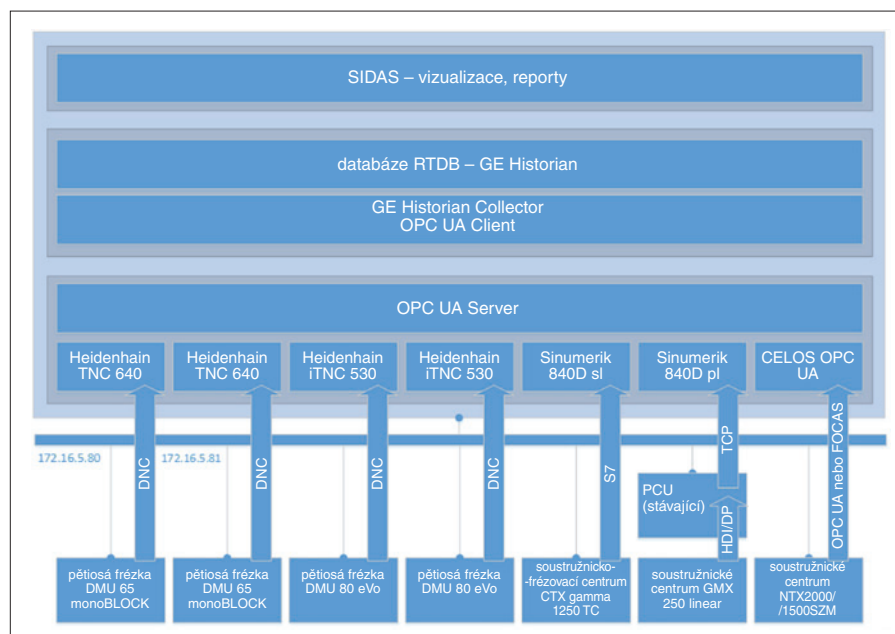 SIDAS – vizualizace, reporty
databáze RTDB – GE Historian
GE Historian Collector
OPC UA Client
OPC UA Server
Heidenhain
TNC 640
Heidenhain
TNC 640
Heidenhain
iTNC 530
Heidenhain
iTNC 530
Sinumerik
840D sl
Sinumerik
840D pl
CELOS OPC
UA
172.16.5.80
172.16.5.81
DNC
DNC
DNC
DNC
S7
TCP
OPC UA nebo FOCAS
PCU
(stávající)
HDI/DP
pětiosá frézka
DMU 65
monoBLOCK
pětiosá frézka
DMU 65
monoBLOCK
pětiosá frézka
DMU 80 eVo
pětiosá frézka
DMU 80 eVo
soustružnicko-
-frézovací centrum
CTX gamma
1250 TC
soustružnické
centrum GMX
250 linear
soustružnické
centrum
NTX2000/
/1500SZM